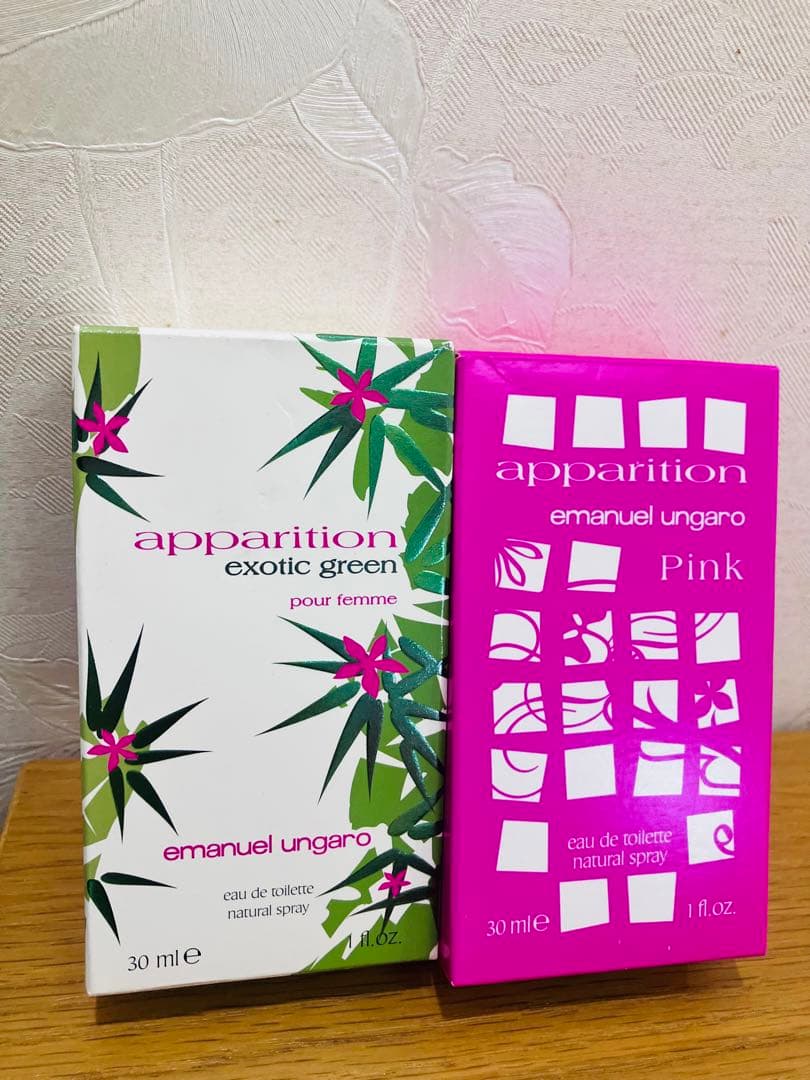 apparition
exotic green
pour femme
emanuel ungaro
eau de toilette
natural spray
30 ml e
1 fl.oz.
apparition
emanuel ungaro
Pink
eau de toilette
natural spray
30 ml e
1 fl.oz.